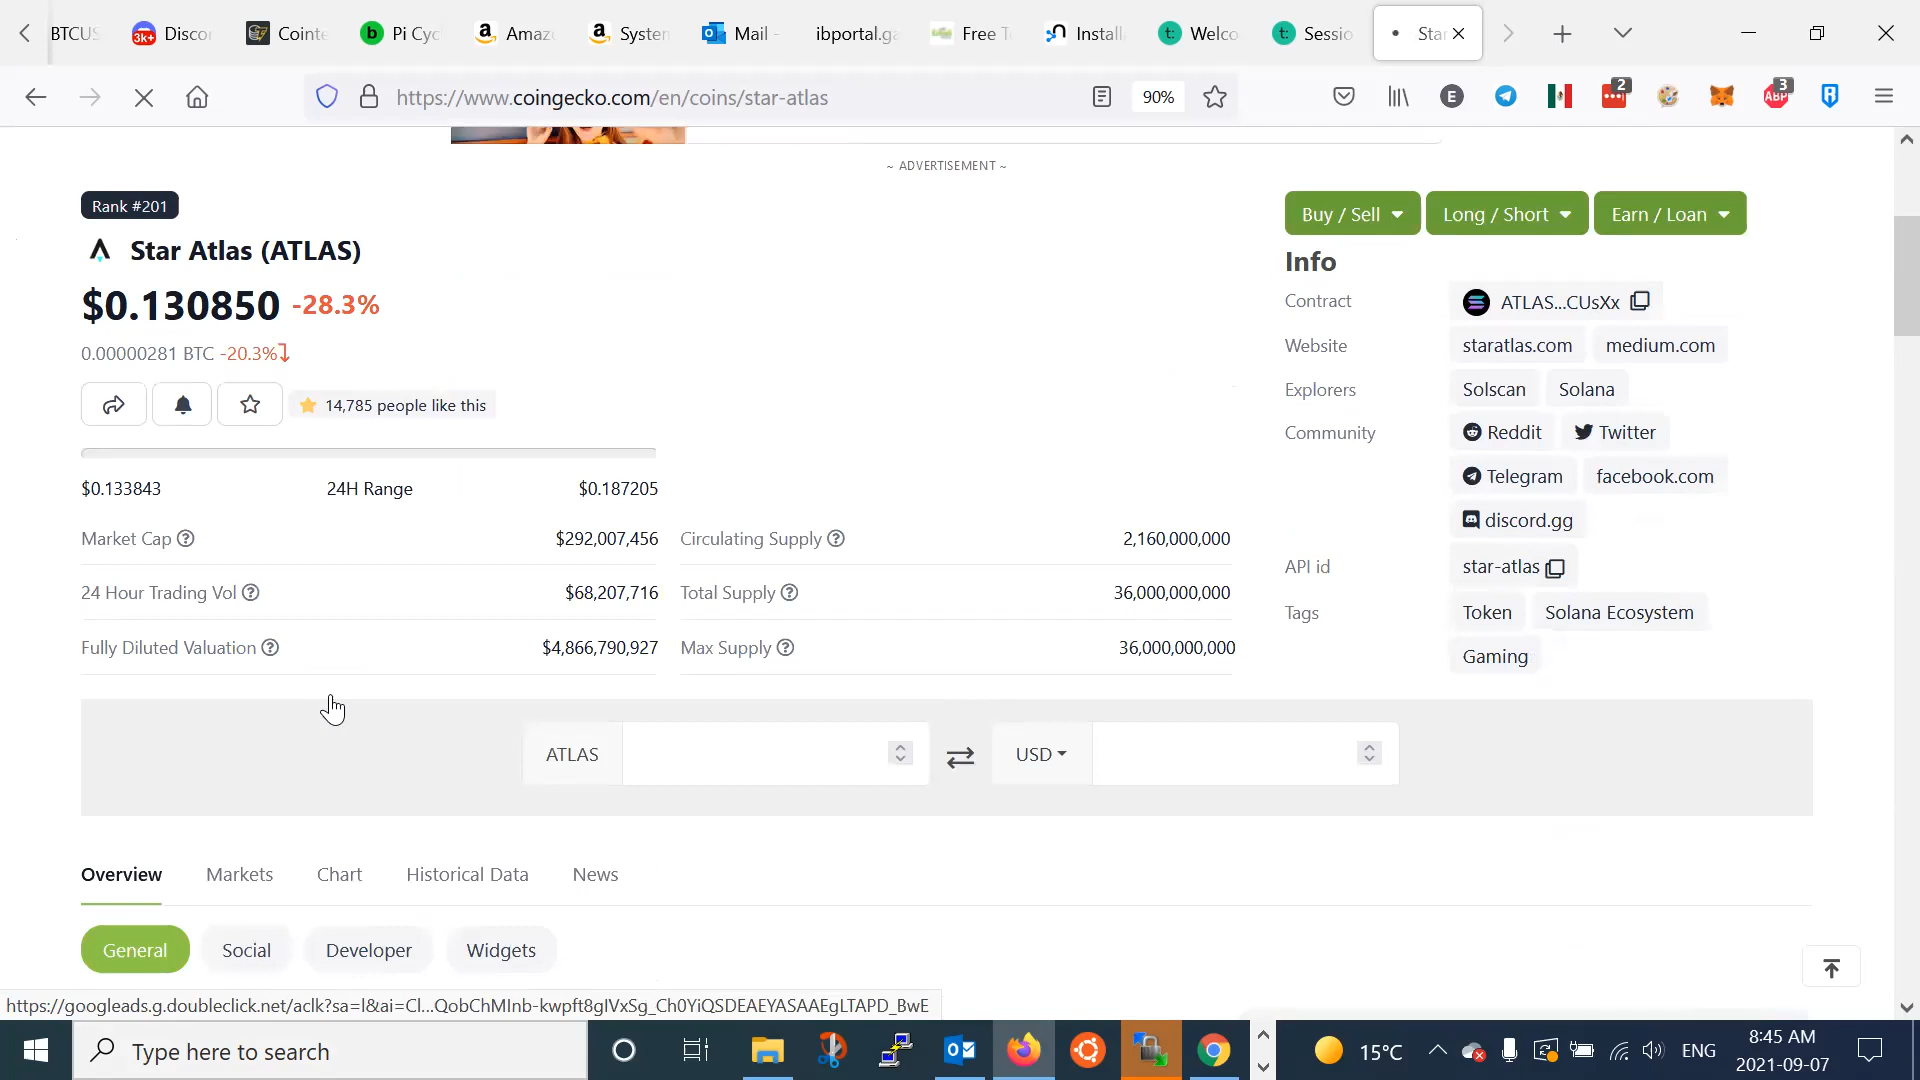 BTCUS Disco Cointe Pi Cyc Amaz System Mail - ibportal.ga Free T Install Welco Sessio Star
https://www.coingecko.com/en/coins/star-atlas 90% E 2 ABP 3
~ ADVERTISEMENT ~
Rank #201
Buy / Sell Long / Short Earn / Loan
Star Atlas (ATLAS)
Info
$0.130850 -28.3%
Contract ATLAS...CUsXx
0.00000281 BTC -20.3%
Website staratlas.com medium.com
Explorers Solscan Solana
14,785 people like this
Community Reddit Twitter
Telegram facebook.com
$0.133843 24H Range $0.187205
discord.gg
Market Cap $292,007,456 Circulating Supply 2,160,000,000
API id star-atlas
24 Hour Trading Vol $68,207,716 Total Supply 36,000,000,000
Tags Token Solana Ecosystem
Fully Diluted Valuation $4,866,790,927 Max Supply 36,000,000,000
Gaming
ATLAS USD
Overview Markets Chart Historical Data News
General Social Developer Widgets
https://googleads.g.doubleclick.net/aclk?sa=l&ai=Cl...QobChMInb-kwpft8gIVxSg_Ch0YiQSDEAEYASAAEgLTAPD_BwE
Type here to search 15°C ENG 8:45 AM
2021-09-07